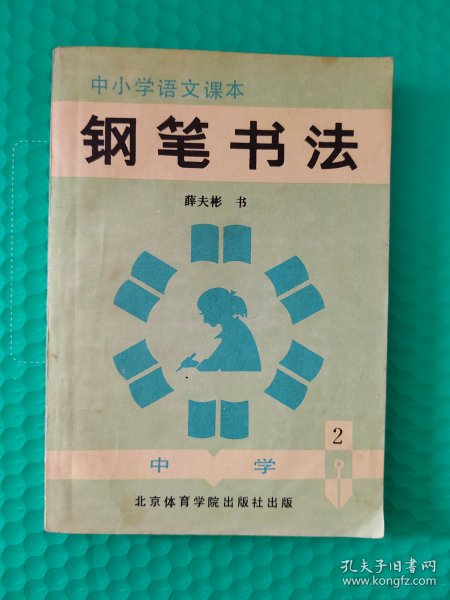 中小学语文课本
钢笔书法
薛夫彬 书
2
中 学
北京体育学院出版社出版
孔夫子旧书网
www.kongfz.com